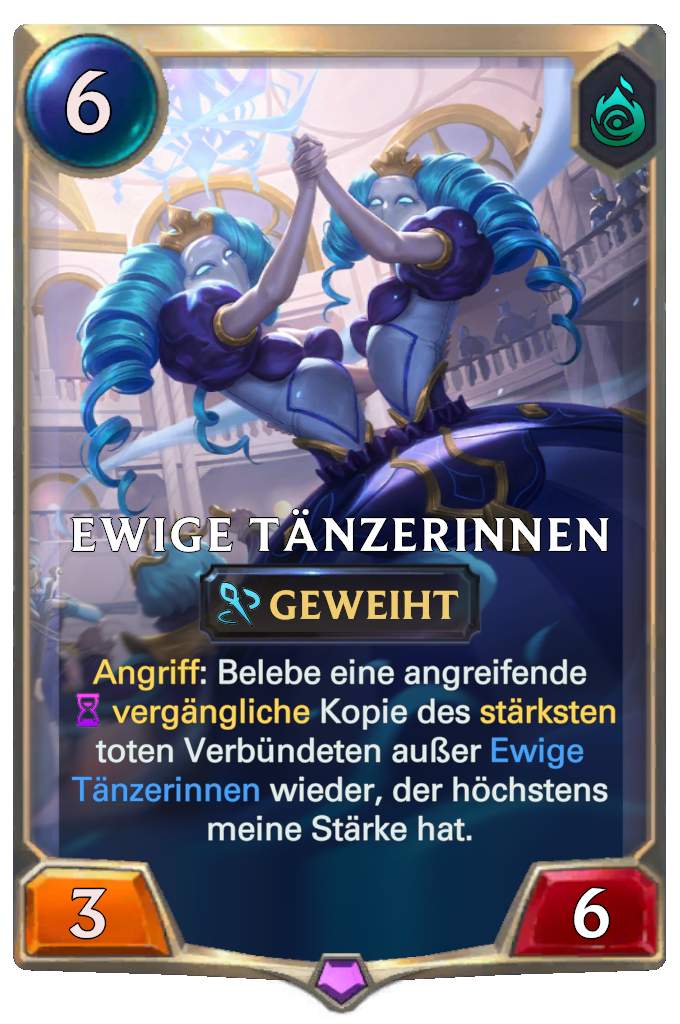 6
EWIGE TÄNZERINNEN
GEWEIHT
Angriff: Belebe eine angreifende
vergängliche Kopie des stärksten
toten Verbündeten außer Ewige
Tänzerinnen wieder, der höchstens
meine Stärke hat.
3
6